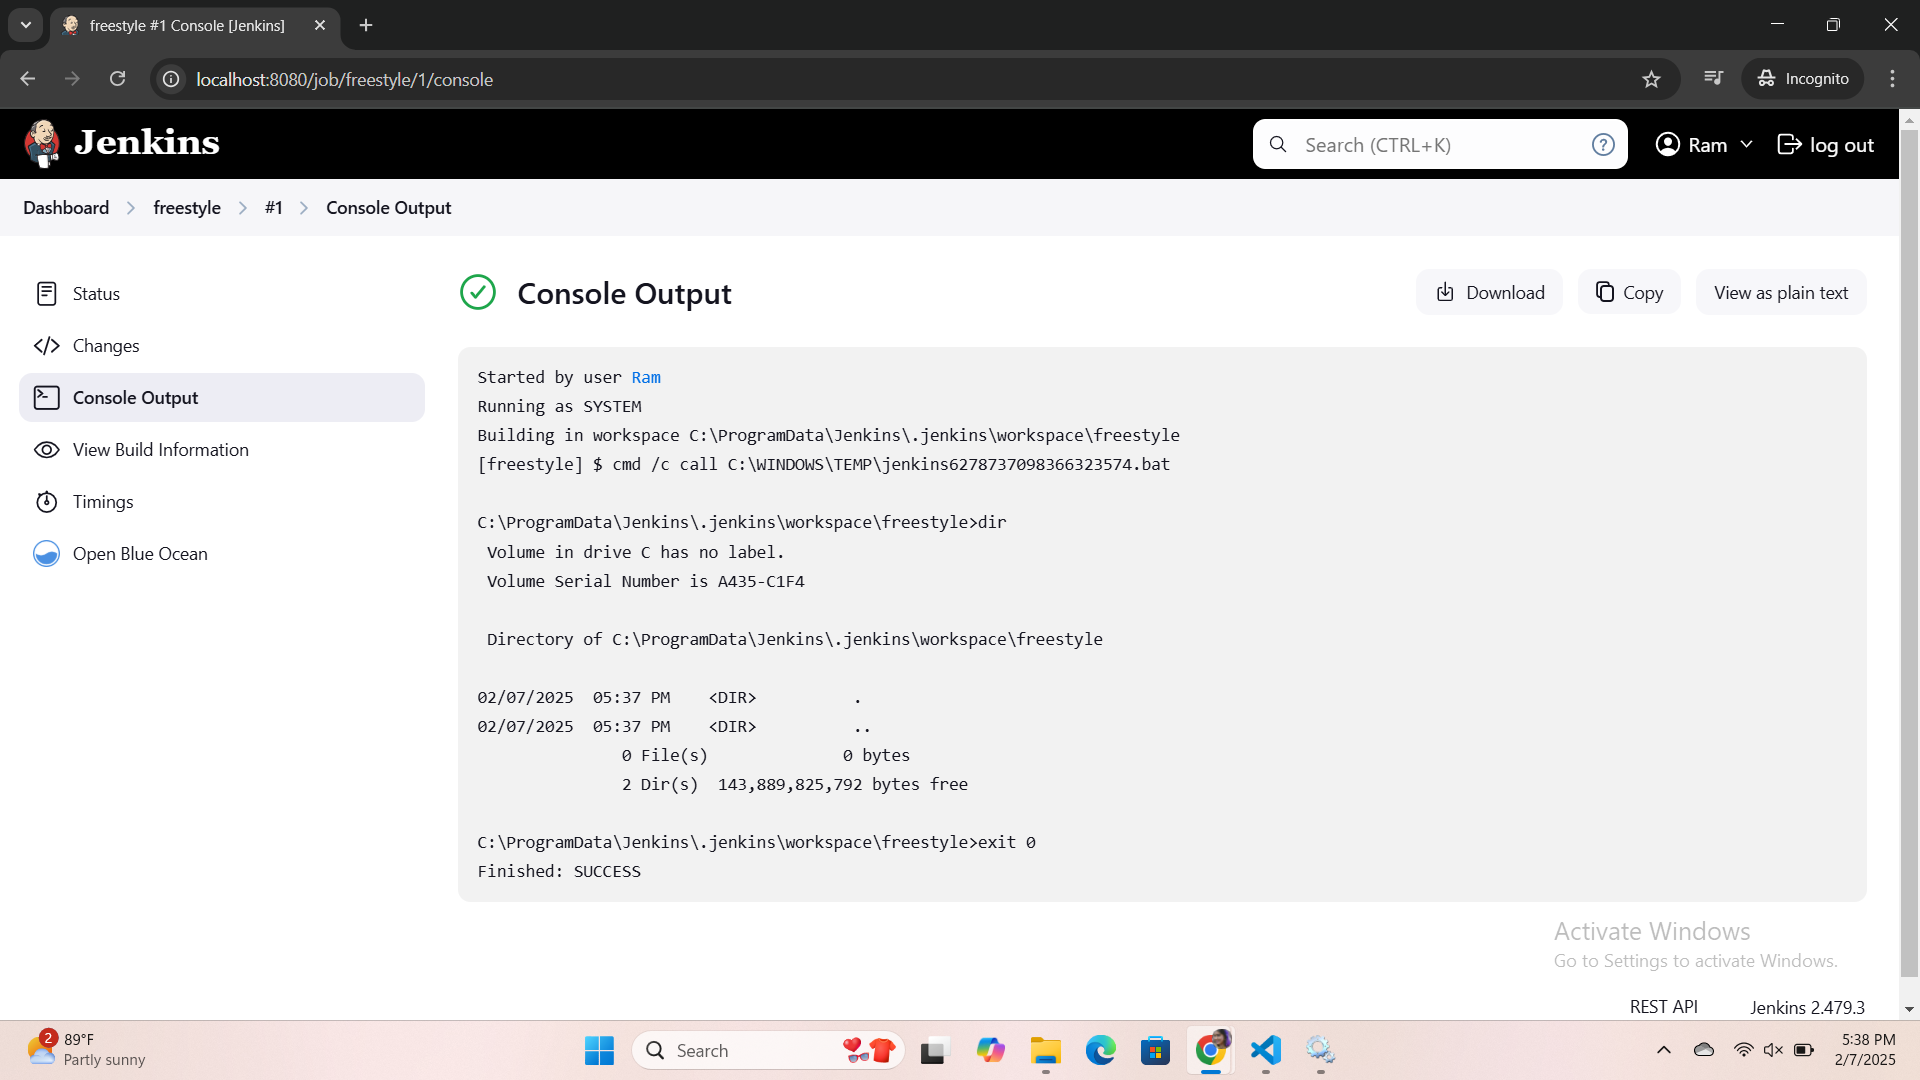 freestyle #1 Console [Jenkins]
localhost:8080/job/freestyle/1/console
Incognito
Jenkins
Search (CTRL+K)
?
Ram
log out
Dashboard
freestyle
#1
Console Output
Status
Changes
Console Output
View Build Information
Timings
Open Blue Ocean
Console Output
Download
Copy
View as plain text
Started by user Ram
Running as SYSTEM
Building in workspace C:\ProgramData\Jenkins\.jenkins\workspace\freestyle
[freestyle] $ cmd /c call C:\WINDOWS\TEMP\jenkins6278737098366323574.bat
C:\ProgramData\Jenkins\.jenkins\workspace\freestyle>dir
Volume in drive C has no label.
Volume Serial Number is A435-C1F4
Directory of C:\ProgramData\Jenkins\.jenkins\workspace\freestyle
02/07/2025  05:37 PM    <DIR>          .
02/07/2025  05:37 PM    <DIR>          ..
0 File(s)              0 bytes
2 Dir(s)  143,889,825,792 bytes free
C:\ProgramData\Jenkins\.jenkins\workspace\freestyle>exit 0
Finished: SUCCESS
Activate Windows
Go to Settings to activate Windows.
REST API
Jenkins 2.479.3
2
89°F
Partly sunny
Search
5:38 PM
2/7/2025